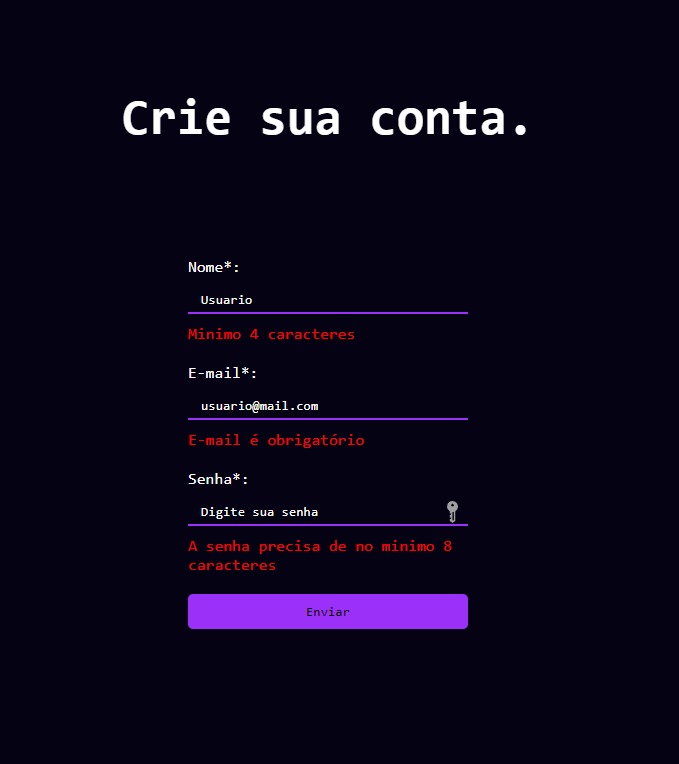 Crie sua conta.
Nome*:
Usuario
Minimo 4 caracteres
E-mail*:
usuario@mail.com
E-mail é obrigatório
Senha*:
Digite sua senha
A senha precisa de no minimo 8
caracteres
Enviar